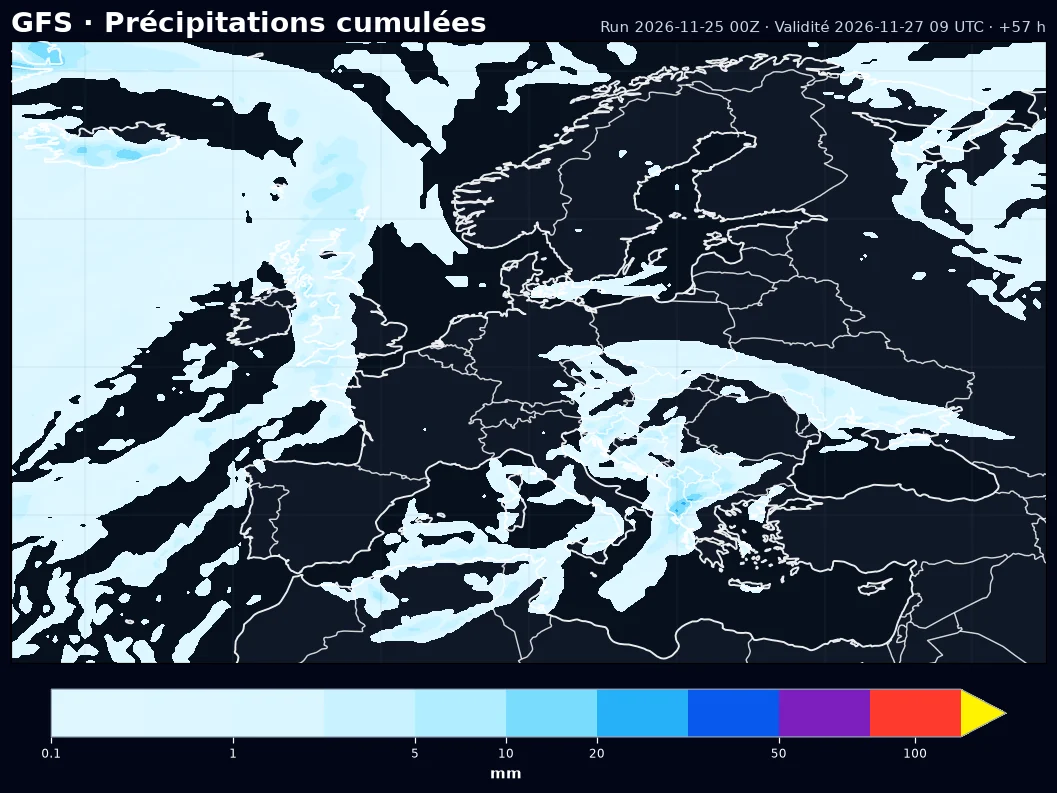 GFS · Précipitations cumulées
Run 2026-11-25 00Z · Validité 2026-11-27 09 UTC · +57 h
0.1 1 5 10 20 50 100
mm